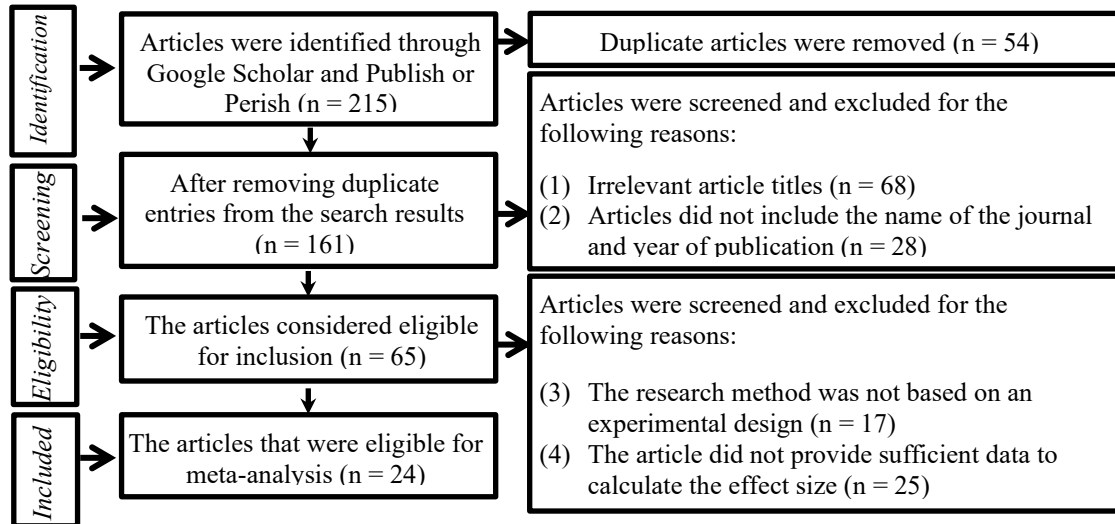 Identification
Articles were identified through
Google Scholar and Publish or
Perish (n = 215)
Duplicate articles were removed (n = 54)
Screening
After removing duplicate
entries from the search results
(n = 161)
Articles were screened and excluded for the
following reasons:
(1) Irrelevant article titles (n = 68)
(2) Articles did not include the name of the journal
and year of publication (n = 28)
Eligibility
The articles considered eligible
for inclusion (n = 65)
Articles were screened and excluded for the
following reasons:
(3) The research method was not based on an
experimental design (n = 17)
(4) The article did not provide sufficient data to
calculate the effect size (n = 25)
Included
The articles that were eligible for
meta-analysis (n = 24)